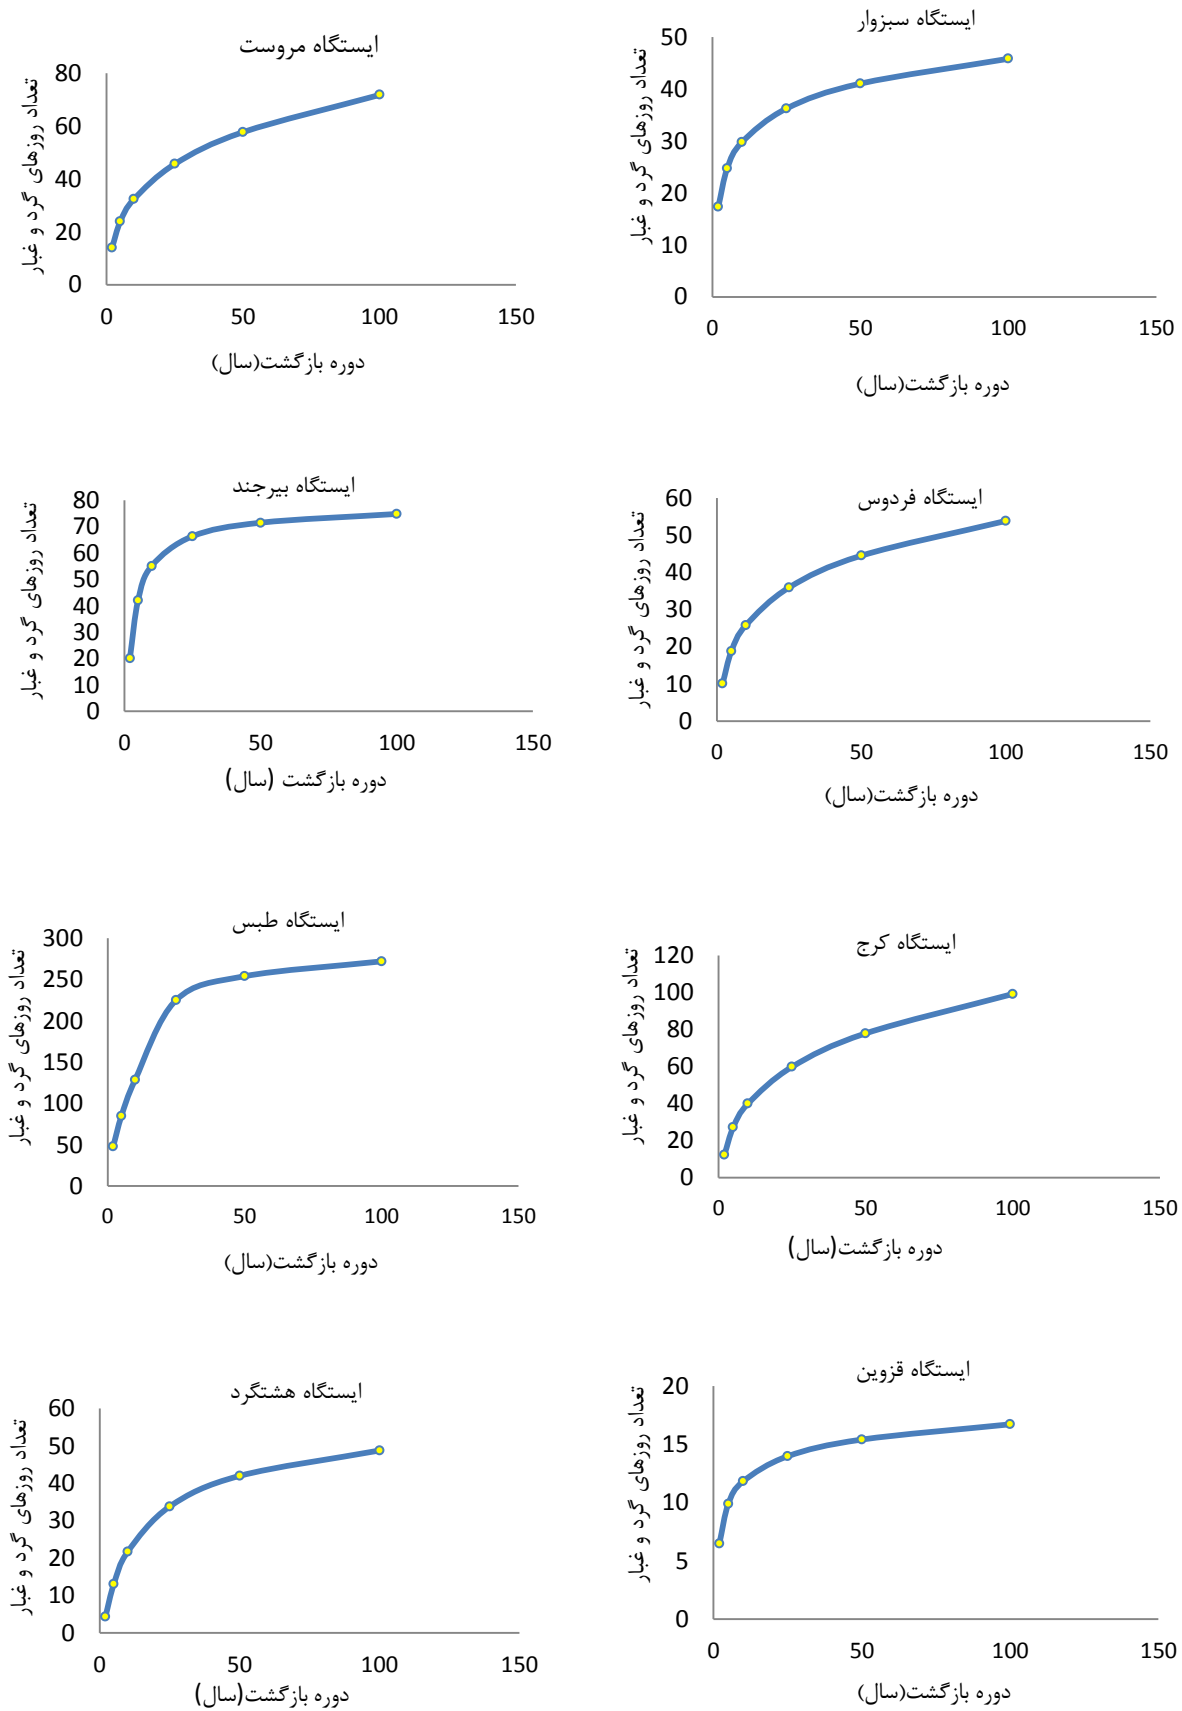 ایستگاه مروست
تعداد روزهای گرد و غبار
80
60
40
20
0
0 50 100 150
دوره بازگشت(سال)
ایستگاه سبزوار
تعداد روزهای گرد و غبار
50
40
30
20
10
0
0 50 100 150
دوره بازگشت(سال)
ایستگاه بیرجند
تعداد روزهای گرد و غبار
80
70
60
50
40
30
20
10
0
0 50 100 150
دوره بازگشت (سال)
ایستگاه فردوس
تعداد روزهای گرد و غبار
60
50
40
30
20
10
0
0 50 100 150
دوره بازگشت(سال)
ایستگاه طبس
تعداد روزهای گرد و غبار
300
250
200
150
100
50
0
0 50 100 150
دوره بازگشت(سال)
ایستگاه کرج
تعداد روزهای گرد و غبار
120
100
80
60
40
20
0
0 50 100 150
دوره بازگشت(سال)
ایستگاه هشتگرد
تعداد روزهای گرد و غبار
60
50
40
30
20
10
0
0 50 100 150
دوره بازگشت(سال)
ایستگاه قزوین
تعداد روزهای گرد و غبار
20
15
10
5
0
0 50 100 150
دوره بازگشت(سال)